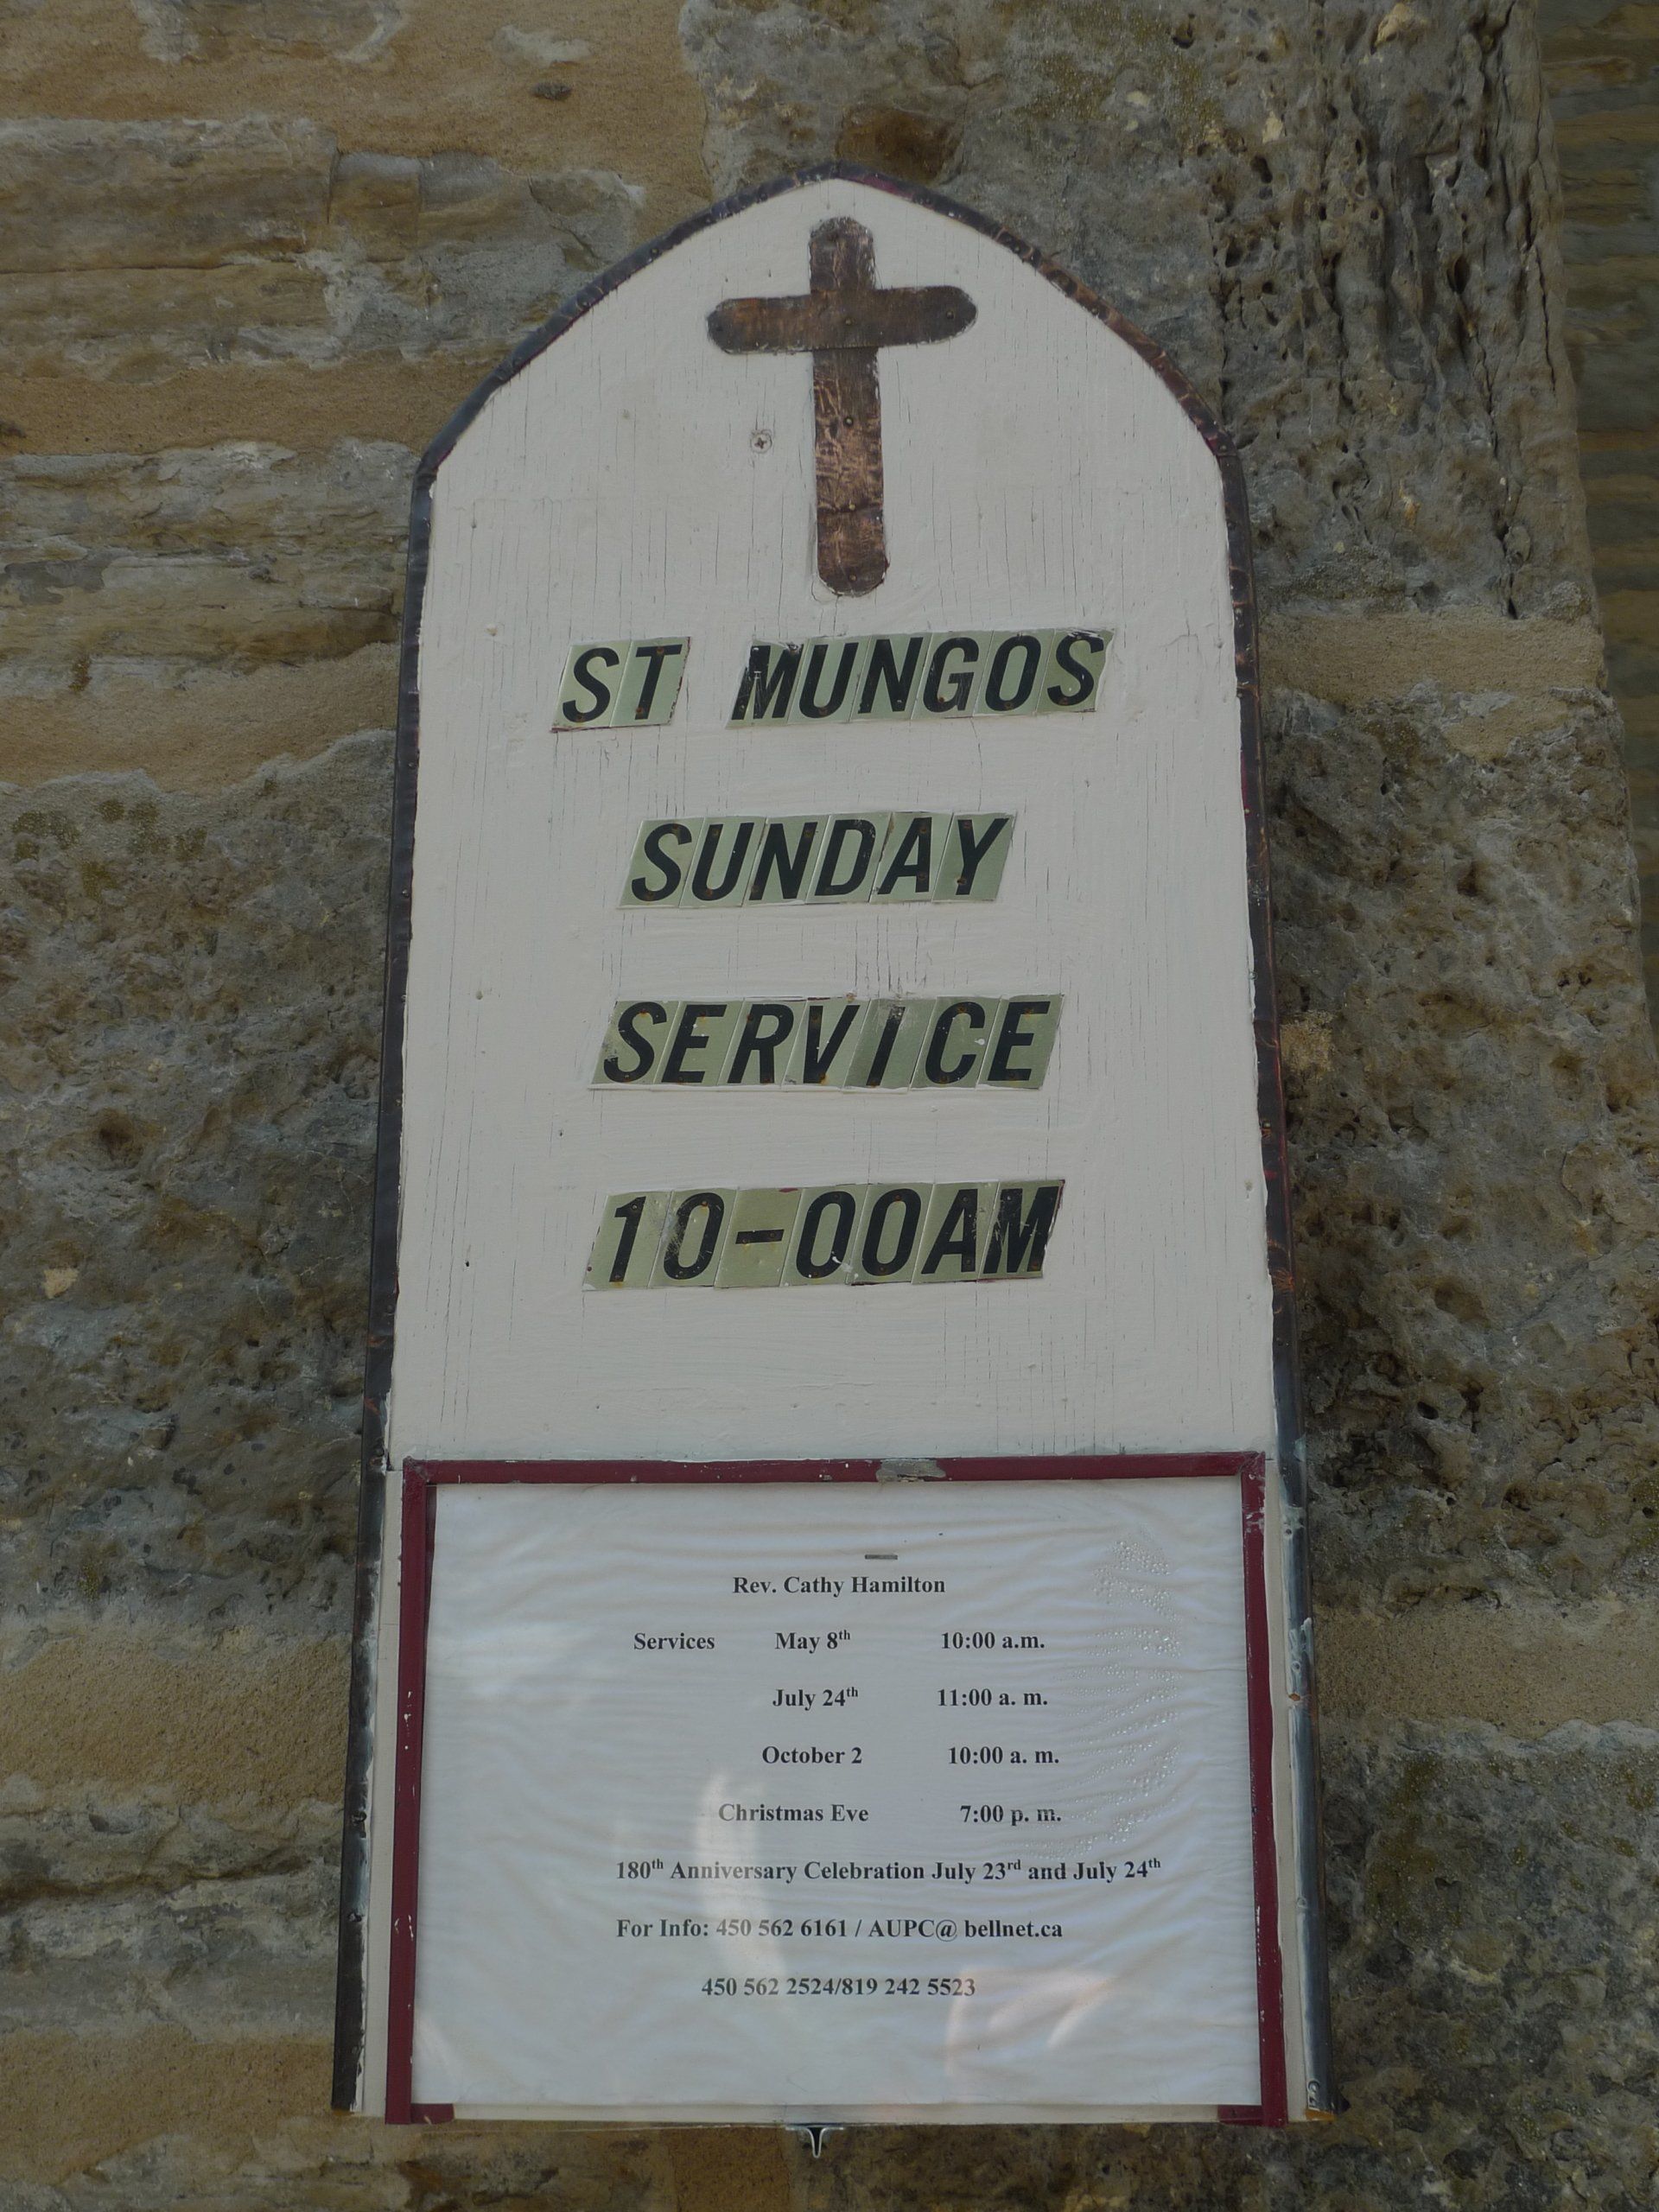 ST MUNGOS
SUNDAY
SERVICE
10-00AM
Rev. Cathy Hamilton
Services May 8th 10:00 a.m.
July 24th 11:00 a. m.
October 2 10:00 a. m.
Christmas Eve 7:00 p. m.
180th Anniversary Celebration July 23rd and July 24th
For Info: 450 562 6161 / AUPC@ bellnet.ca
450 562 2524/819 242 5523